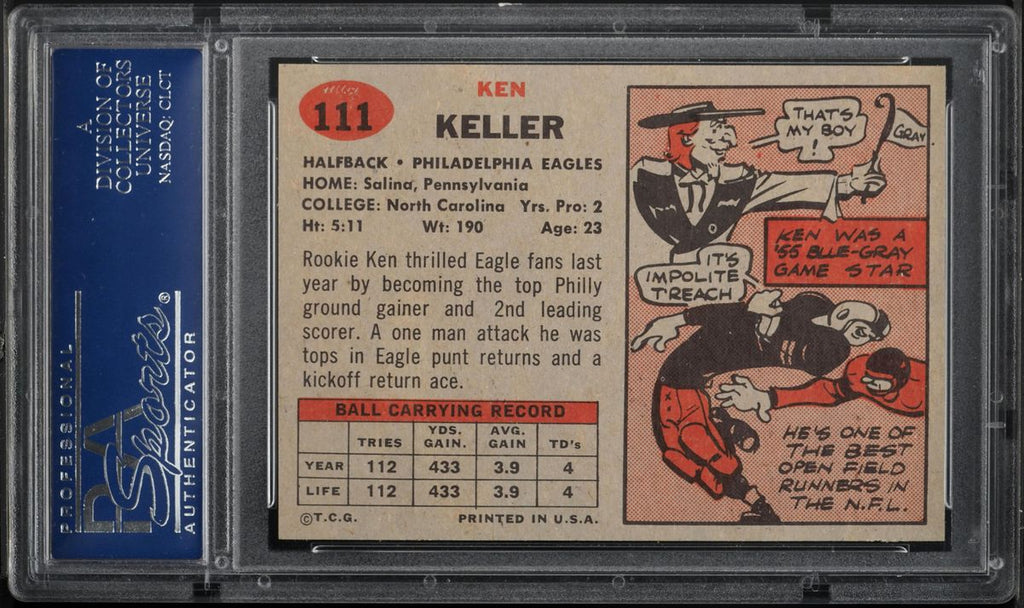 A
DIVISION OF
COLLECTORS
UNIVERSE
NASDAQ: CLCT
PROFESSIONAL
PSA
Sports®
AUTHENTICATOR
111
KEN
KELLER
HALFBACK • PHILADELPHIA EAGLES
HOME: Salina, Pennsylvania
COLLEGE: North Carolina Yrs. Pro: 2
Ht: 5:11 Wt: 190 Age: 23
Rookie Ken thrilled Eagle fans last
year by becoming the top Philly
ground gainer and 2nd leading
scorer. A one man attack he was
tops in Eagle punt returns and a
kickoff return ace.
BALL CARRYING RECORD
TRIES YDS. GAIN. AVG. GAIN TD's
YEAR 112 433 3.9 4
LIFE 112 433 3.9 4
©T.C.G. PRINTED IN U.S.A.
THAT'S
MY BOY
!
GRAY
KEN WAS A
'55 BLUE-GRAY
GAME STAR
IT'S
IMPOLITE
T'REACH
HE'S ONE OF
THE BEST
OPEN FIELD
RUNNERS IN
THE N.F.L.